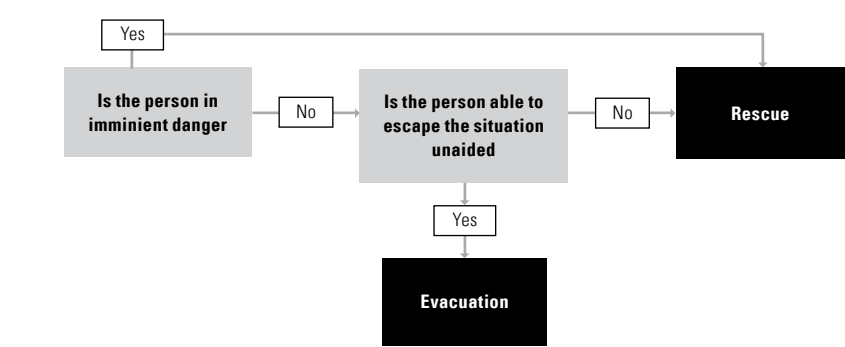 Yes
Is the person in
imminient danger
No
Is the person able to
escape the situation
unaided
No
Rescue
Yes
Evacuation